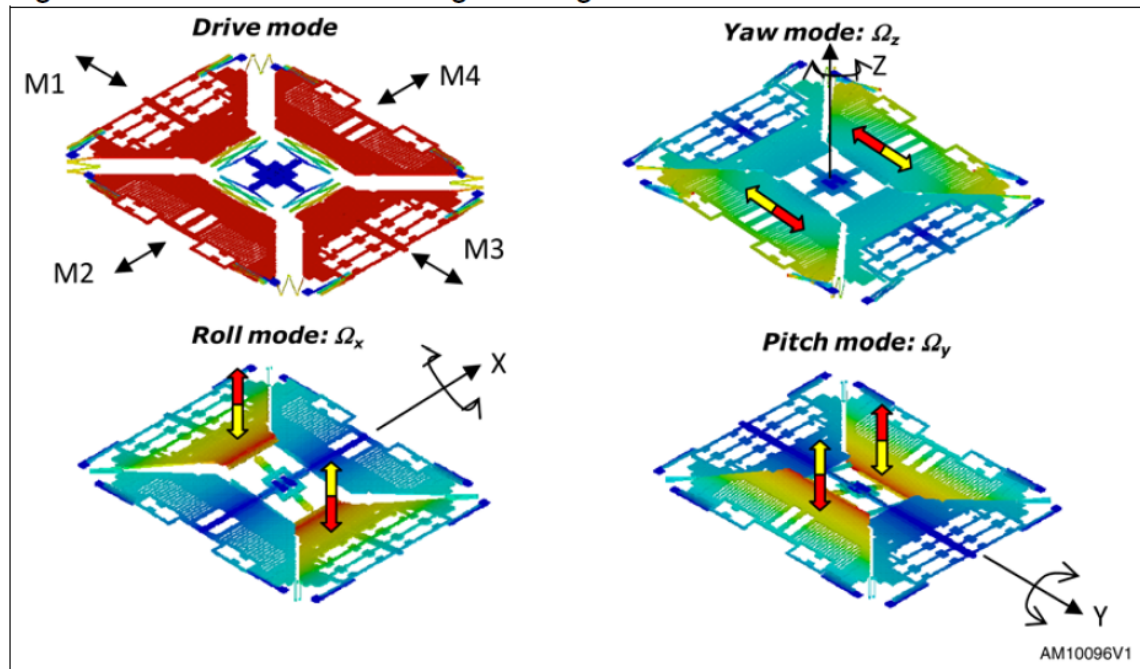 Drive mode
Yaw mode: Ωz
M1
M4
Z
M2
M3
Roll mode: Ωx
Pitch mode: Ωy
X
Y
AM10096V1